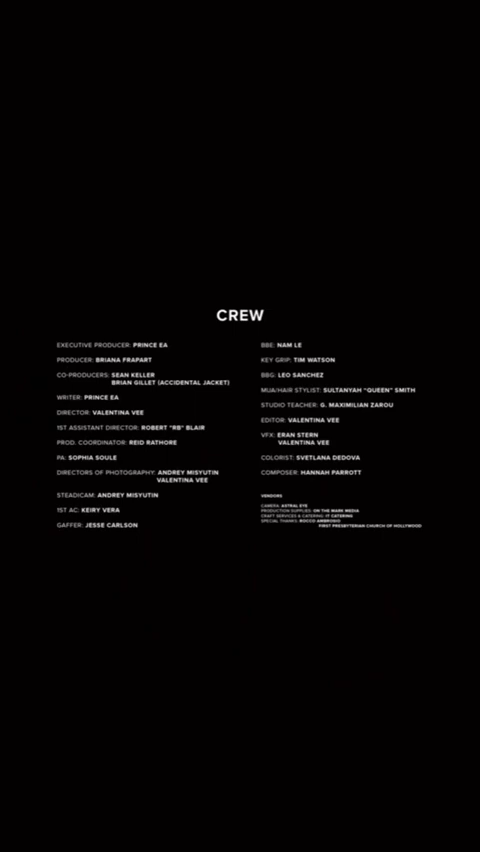 CREW
EXECUTIVE PRODUCER: PRINCE EA
PRODUCER: BRIANA FRAPART
CO-PRODUCERS: SEAN KELLER
BRIAN GILLET (ACCIDENTAL JACKET)
WRITER: PRINCE EA
DIRECTOR: VALENTINA VEE
1ST ASSISTANT DIRECTOR: ROBERT "RB" BLAIR
PROD. COORDINATOR: REID RATHORE
PA: SOPHIA SOULE
DIRECTORS OF PHOTOGRAPHY: ANDREY MISYUTIN
VALENTINA VEE
STEADICAM: ANDREY MISYUTIN
1ST AC: KEIRY VERA
GAFFER: JESSE CARLSON
BBE: NAM LE
KEY GRIP: TIM WATSON
BBG: LEO SANCHEZ
MUA/HAIR STYLIST: SULTANYAH "QUEEN" SMITH
STUDIO TEACHER: G. MAXIMILIAN ZAROU
EDITOR: VALENTINA VEE
VFX: ERAN STERN
VALENTINA VEE
COLORIST: SVETLANA DEDOVA
COMPOSER: HANNAH PARROTT
VENDORS
CAMERA: ASTRAL EYE
PRODUCTION SUPPLIES: ON THE MARK MEDIA
CRAFT SERVICES & CATERING: IT CATERING
SPECIAL THANKS: ROCCO AMBROSIO
FIRST PRESBYTERIAN CHURCH OF HOLLYWOOD